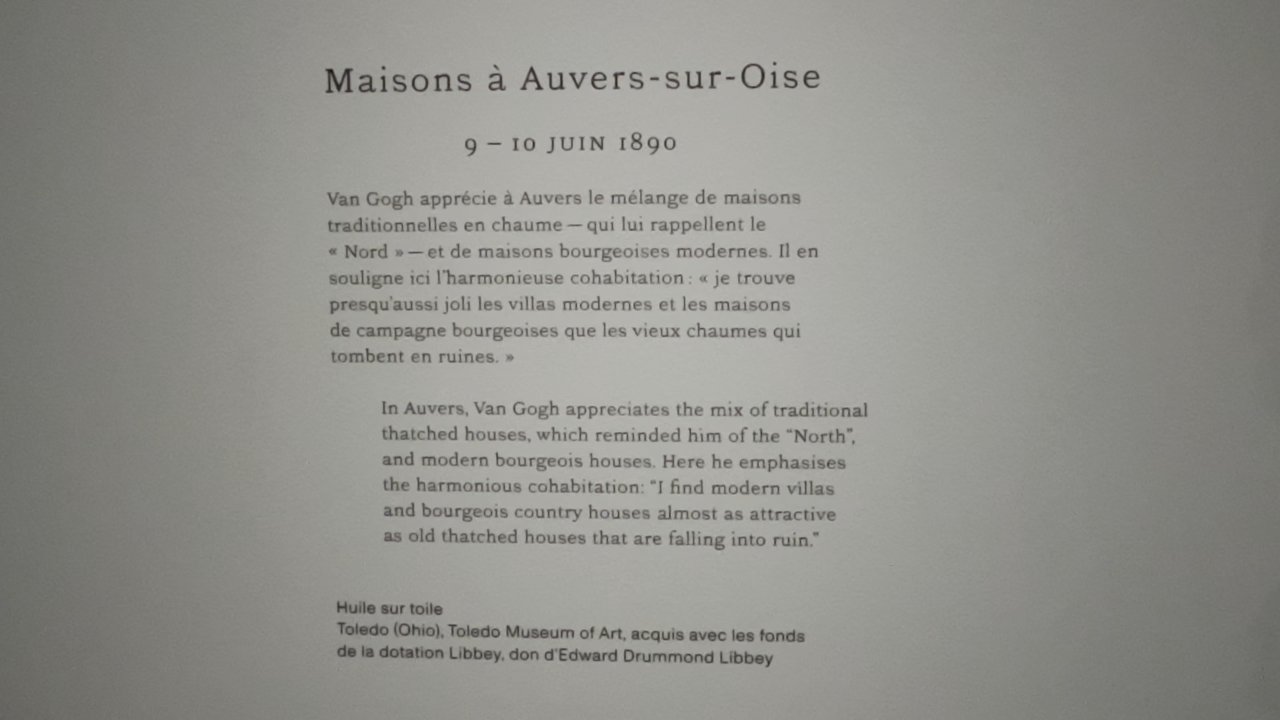 Maisons à Auvers-sur-Oise
9 – 10 JUIN 1890
Van Gogh apprécie à Auvers le mélange de maisons
traditionnelles en chaume — qui lui rappellent le
« Nord » — et de maisons bourgeoises modernes. Il en
souligne ici l'harmonieuse cohabitation : « je trouve
presqu'aussi joli les villas modernes et les maisons
de campagne bourgeoises que les vieux chaumes qui
tombent en ruines. »
In Auvers, Van Gogh appreciates the mix of traditional
thatched houses, which reminded him of the “North”,
and modern bourgeois houses. Here he emphasises
the harmonious cohabitation: “I find modern villas
and bourgeois country houses almost as attractive
as old thatched houses that are falling into ruin.”
Huile sur toile
Toledo (Ohio), Toledo Museum of Art, acquis avec les fonds
de la dotation Libbey, don d'Edward Drummond Libbey